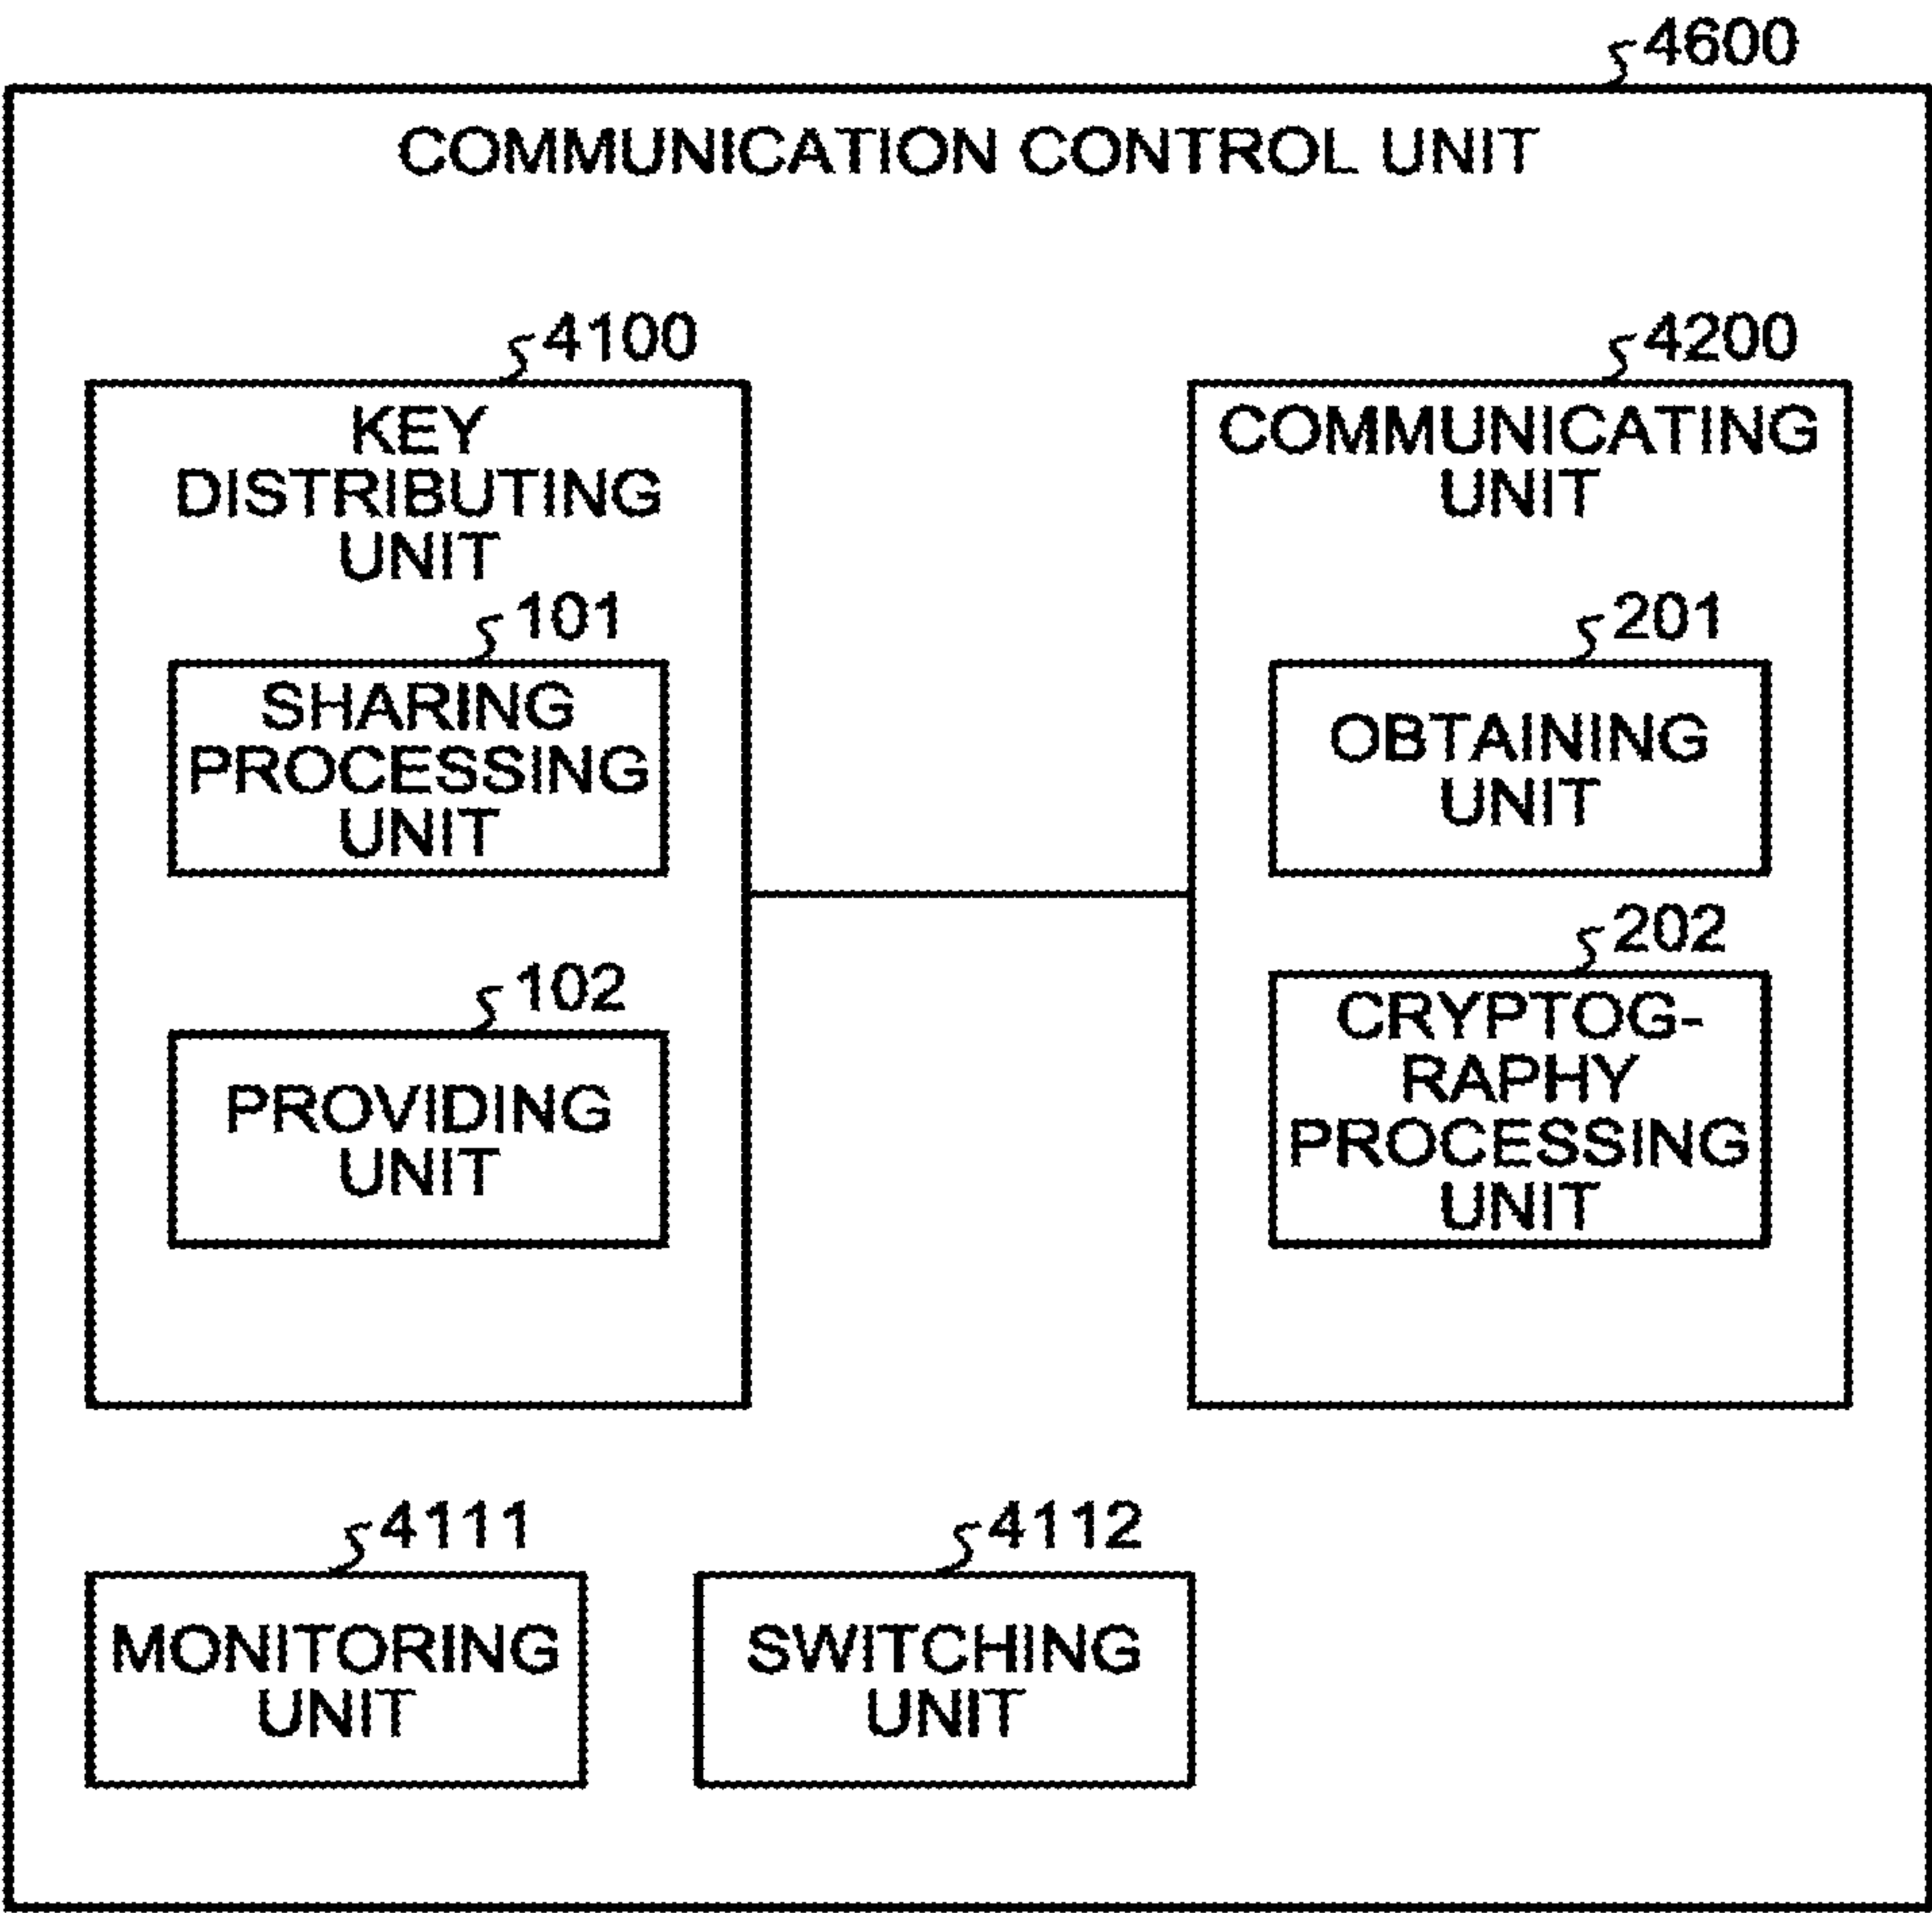 4600
COMMUNICATION CONTROL UNIT
4100
KEY
DISTRIBUTING
UNIT
101
SHARING
PROCESSING
UNIT
102
PROVIDING
UNIT
4200
COMMUNICATING
UNIT
201
OBTAINING
UNIT
202
CRYPTOG-
RAPHY
PROCESSING
UNIT
4111
MONITORING
UNIT
4112
SWITCHING
UNIT